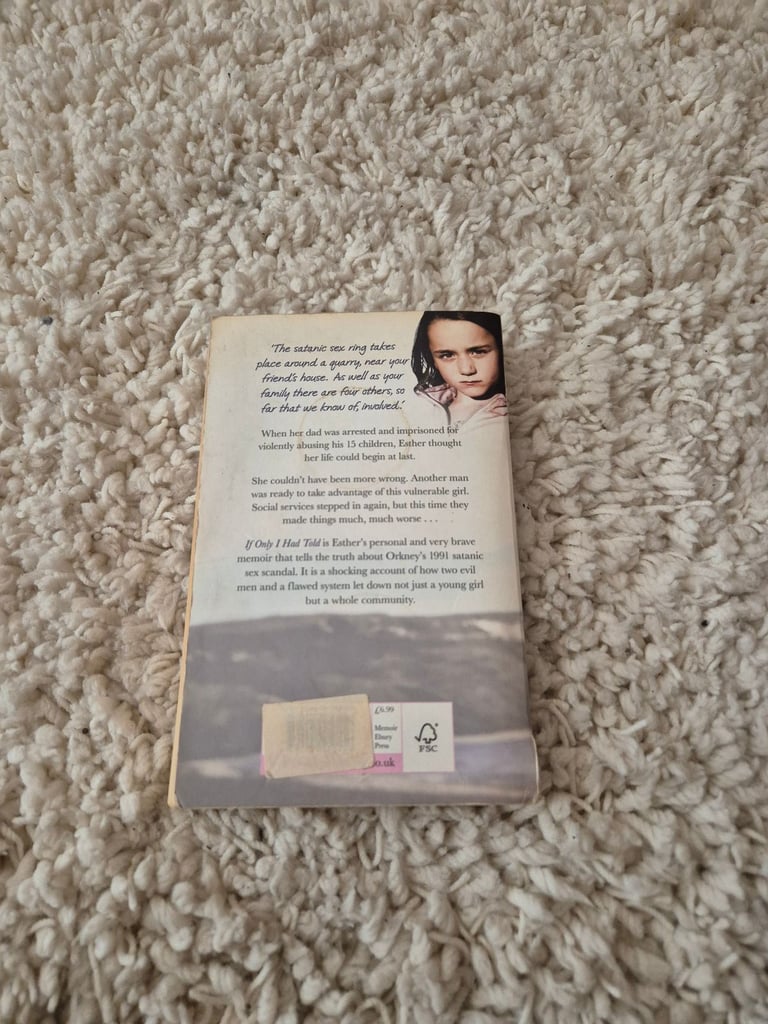 'The satanic sex ring takes
place around a quarry, near your
friend's house. As well as your
family there are four others, so
far that we know of, involved.'
When her dad was arrested and imprisoned for
violently abusing his 15 children, Esther thought
her life could begin at last.
She couldn't have been more wrong. Another man
was ready to take advantage of this vulnerable girl.
Social services stepped in again, but this time they
made things much, much worse . . .
If Only I Had Told is Esther's personal and very brave
memoir that tells the truth about Orkney's 1991 satanic
sex scandal. It is a shocking account of how two evil
men and a flawed system let down not just a young girl
but a whole community.
£6.99
Memoir
Ebury
Press
FSC
.co.uk